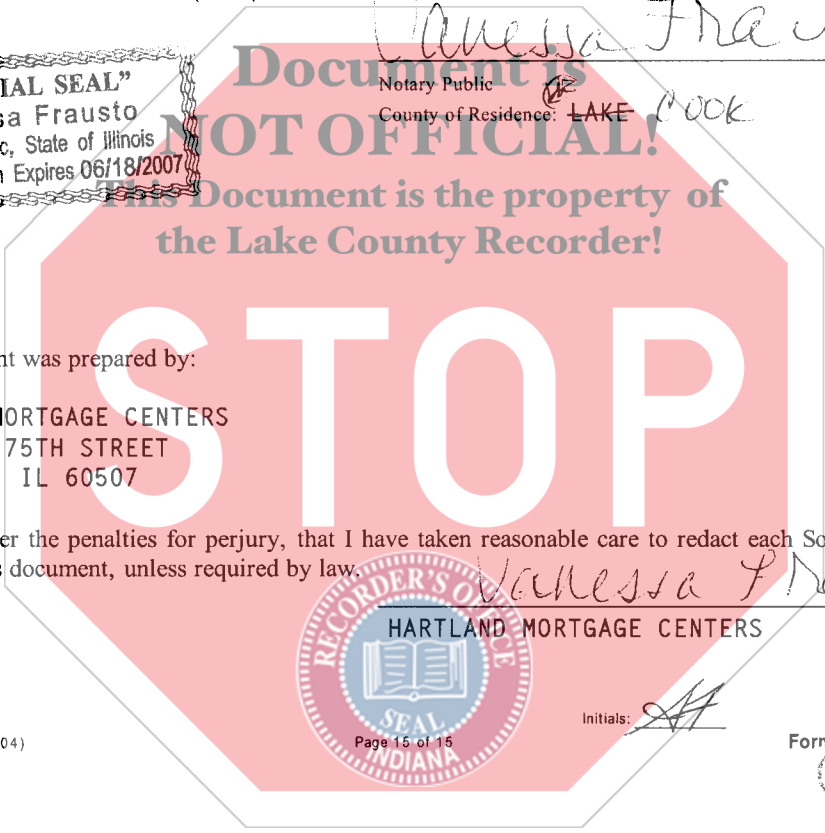 Vanessa Frau
Notary Public
County of Residence: LAKE COOK
IAL SEAL”
sa Frausto
c, State of Illinois
n Expires 06/18/2007
Document is
NOT OFFICIAL!
This Document is the property of
the Lake County Recorder!
STOP
nt was prepared by:
ORTGAGE CENTERS
75TH STREET
IL 60507
er the penalties for perjury, that I have taken reasonable care to redact each So
s document, unless required by law.
Vanessa Fra
HARTLAND MORTGAGE CENTERS
RECORDER'S OFFICE
SEAL
INDIANA
Initials:
04)
Page 15 of 15
Form